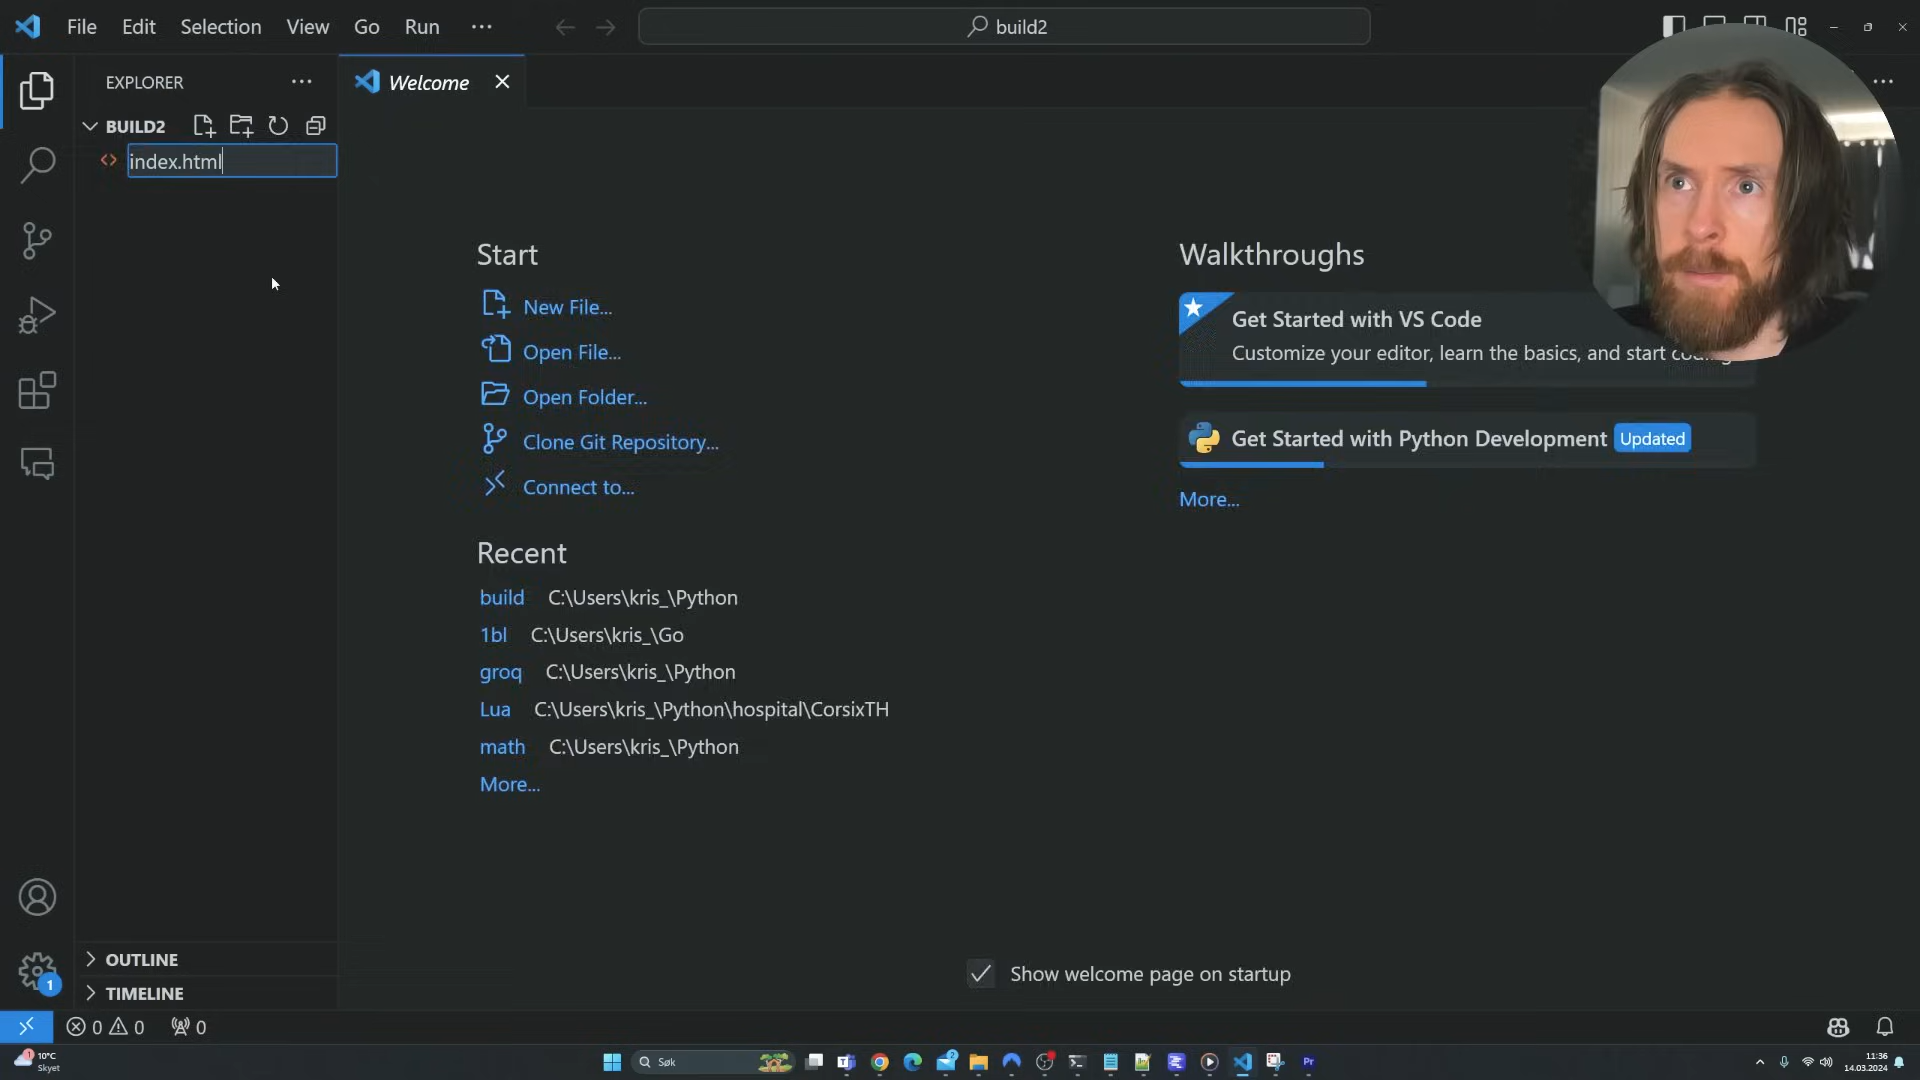 File Edit Selection View Go Run
build2
EXPLORER
Welcome
BUILD2
index.html
Start
New File...
Open File...
Open Folder...
Clone Git Repository...
Connect to...
Recent
build C:\Users\kris_\Python
1bl C:\Users\kris_\Go
groq C:\Users\kris_\Python
Lua C:\Users\kris_\Python\hospital\CorsixTH
math C:\Users\kris_\Python
More...
Walkthroughs
Get Started with VS Code
Customize your editor, learn the basics, and start
Get Started with Python Development Updated
More...
Show welcome page on startup
1
OUTLINE
TIMELINE
0 0 0
1
10°C
Skyet
Søk
2
Pr
11:36
14.03.2024